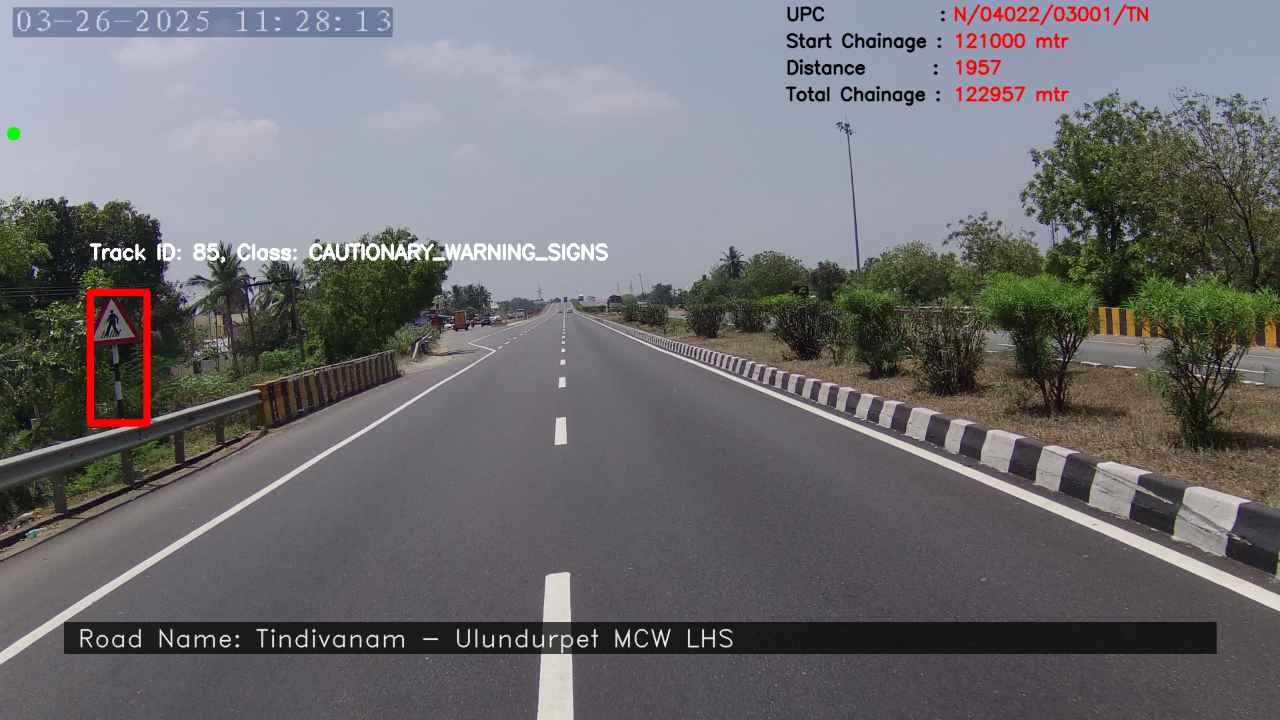 03-26-2025 11:28:13
UPC : N/04022/03001/TN
Start Chainage : 121000 mtr
Distance : 1957
Total Chainage : 122957 mtr
Track ID: 85, Class: CAUTIONARY_WARNING_SIGNS
Road Name: Tindivanam - Ulundurpet MCW LHS